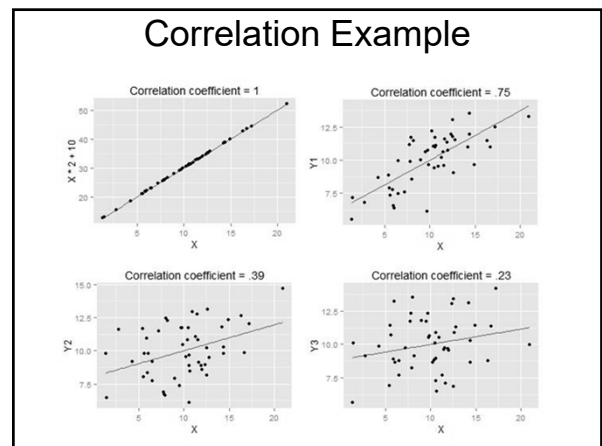 Correlation Example
Correlation coefficient = 1
50
40
30
20
X * 2 + 10
5
10
15
20
X
Correlation coefficient = .75
12.5
10.0
7.5
Y1
5
10
15
20
X
Correlation coefficient = .39
15.0
12.5
10.0
7.5
Y2
5
10
15
20
X
Correlation coefficient = .23
12.5
10.0
7.5
Y3
5
10
15
20
X